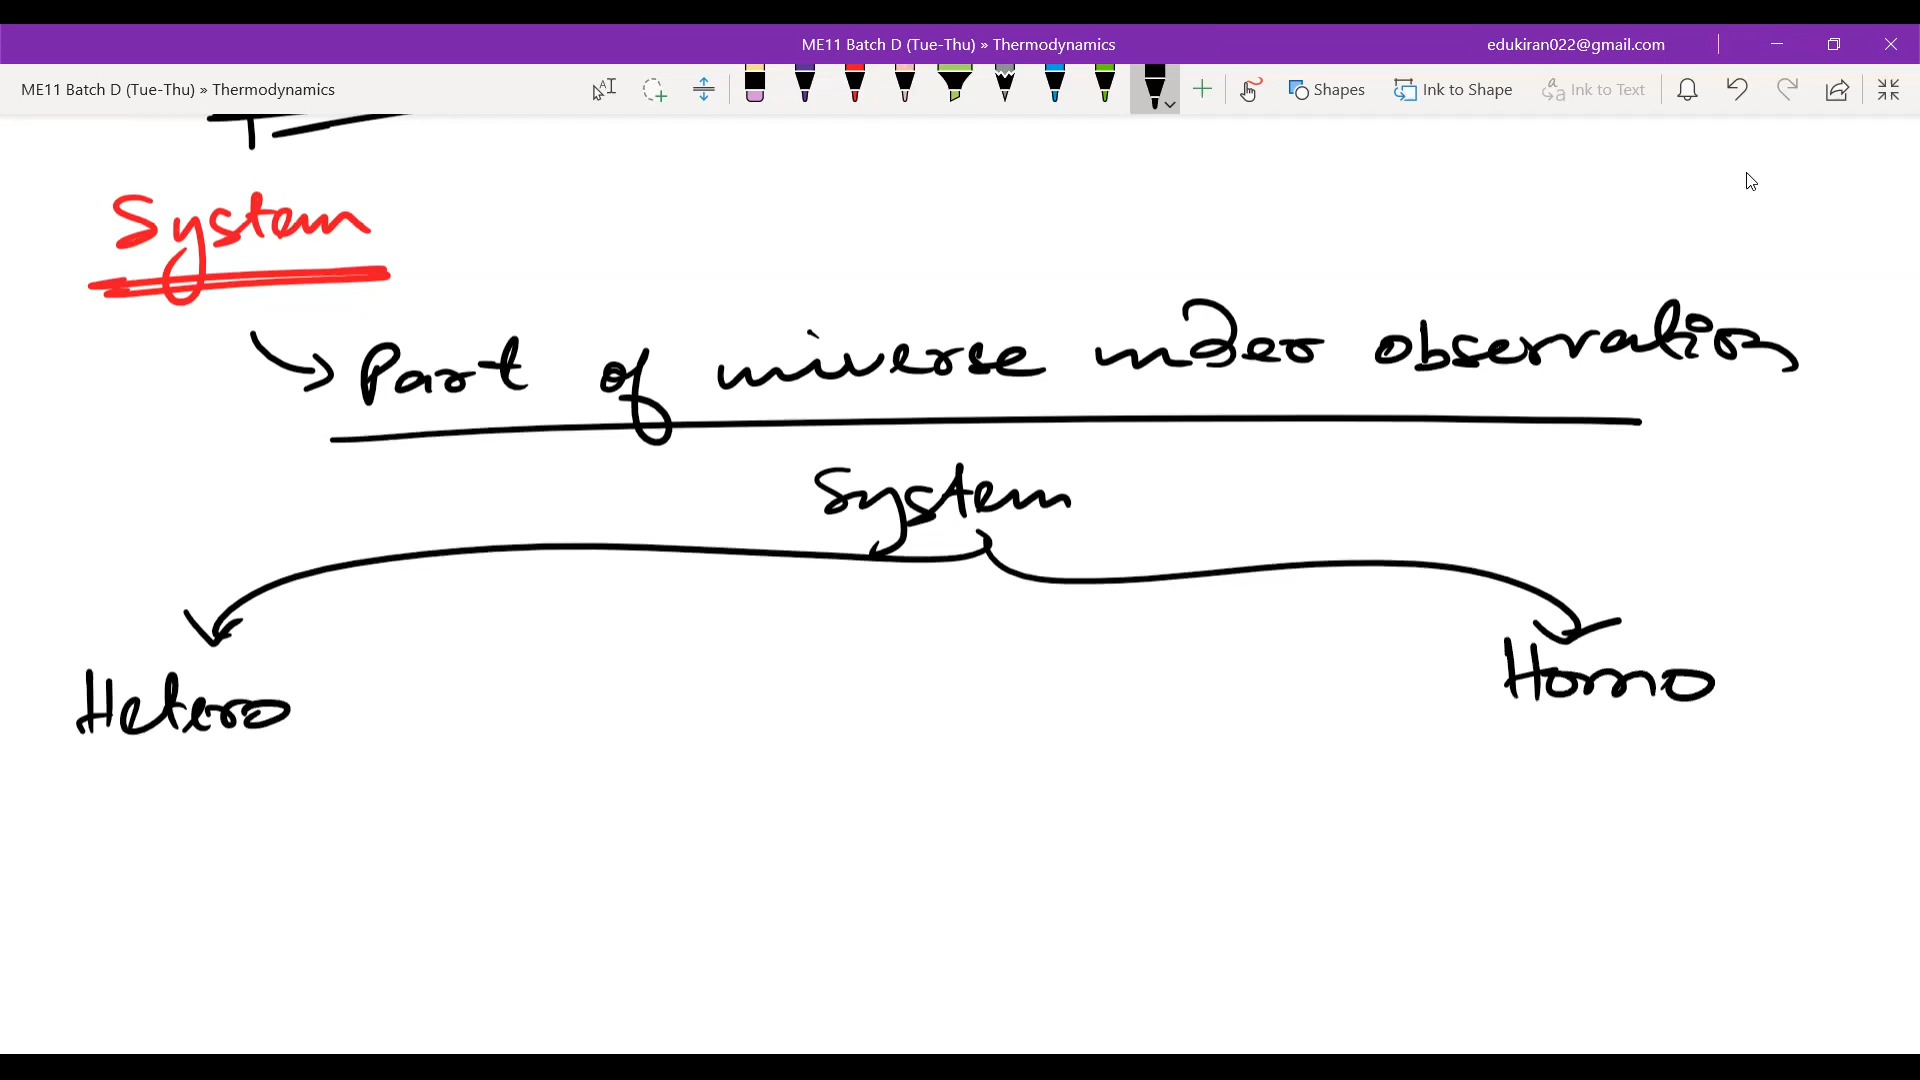 ME11 Batch D (Tue-Thu) » Thermodynamics
edukiran022@gmail.com
ME11 Batch D (Tue-Thu) » Thermodynamics
Shapes
Ink to Shape
Ink to Text
System
Part of universe under observation
System
Hetero
Homo